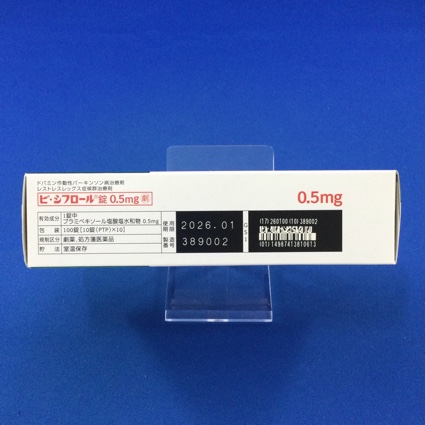 ドパミン作動性パーキンソン病治療剤
レストレスレッグス症候群治療剤
ビ・シフロール®錠 0.5mg 劇
有効成分 1錠中 プラミペキソール塩酸塩水和物 0.5mg
包装 100錠[10錠(PTP)×10]
規制区分 劇薬、処方箋医薬品
貯法 室温保存
使用期限 2026.01
製造番号 389002
GS1
(17)260100(10)389002
(01)14987413810613
0.5mg